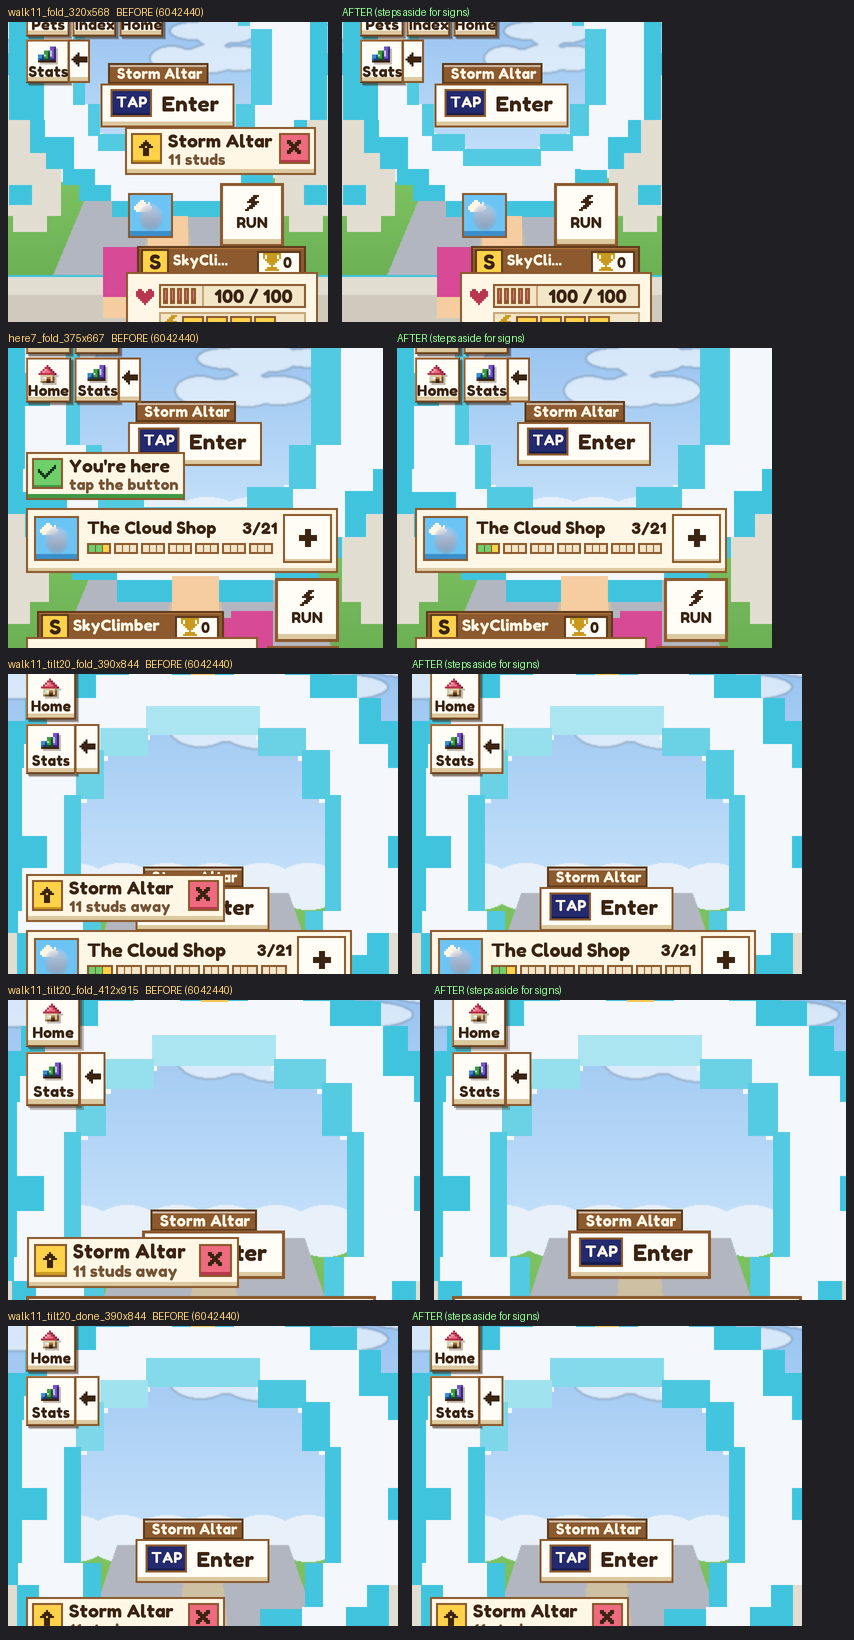 walk11_fold_320x568 BEFORE (6042440)
AFTER (steps aside for signs)
Pets Index Home
Stats
Storm Altar
TAP Enter
Storm Altar
11 studs
RUN
S SkyCli... 0
100 / 100
Pets Index Home
Stats
Storm Altar
TAP Enter
RUN
S SkyCli... 0
100 / 100
here7_fold_375x667 BEFORE (6042440)
AFTER (steps aside for signs)
Home Stats
Storm Altar
TAP Enter
You're here
tap the button
The Cloud Shop 3/21
RUN
S SkyClimber 0
Home Stats
Storm Altar
TAP Enter
The Cloud Shop 3/21
RUN
S SkyClimber 0
walk11_tilt20_fold_390x844 BEFORE (6042440)
AFTER (steps aside for signs)
Home
Stats
Storm Altar
11 studs away
The Cloud Shop 3/21
Home
Stats
Storm Altar
TAP Enter
The Cloud Shop 3/21
walk11_tilt20_fold_412x915 BEFORE (6042440)
AFTER (steps aside for signs)
Home
Stats
Storm Altar
Storm Altar
11 studs away
Home
Stats
Storm Altar
TAP Enter
walk11_tilt20_done_390x844 BEFORE (6042440)
AFTER (steps aside for signs)
Home
Stats
Storm Altar
TAP Enter
Storm Altar
Home
Stats
Storm Altar
TAP Enter
Storm Altar